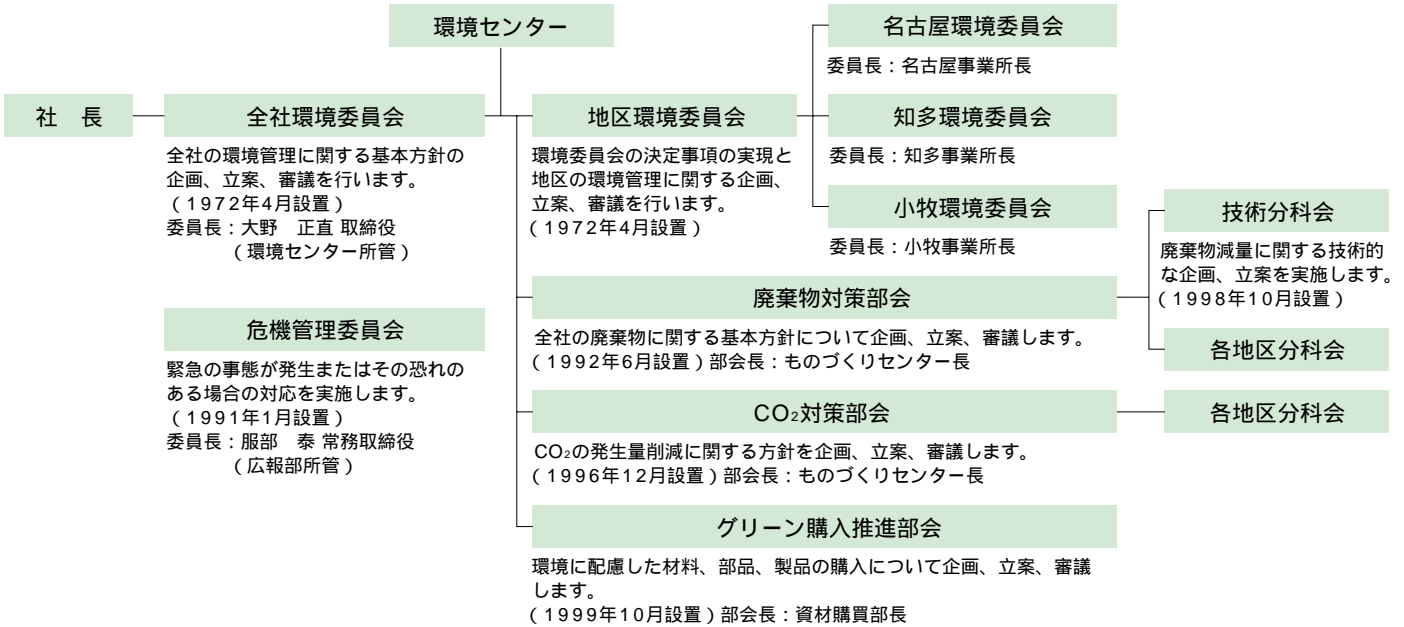 環境センター
社 長
全社環境委員会
全社の環境管理に関する基本方針の
企画、立案、審議を行います。
(1972年4月設置)
委員長:大野 正直 取締役
(環境センター所管)
危機管理委員会
緊急の事態が発生またはその恐れの
ある場合の対応を実施します。
(1991年1月設置)
委員長:服部 泰 常務取締役
(広報部所管)
地区環境委員会
環境委員会の決定事項の実現と
地区の環境管理に関する企画、
立案、審議を行います。
(1972年4月設置)
名古屋環境委員会
委員長:名古屋事業所長
知多環境委員会
委員長:知多事業所長
小牧環境委員会
委員長:小牧事業所長
廃棄物対策部会
全社の廃棄物に関する基本方針について企画、立案、審議します。
(1992年6月設置)部会長:ものづくりセンター長
技術分科会
廃棄物減量に関する技術的
な企画、立案を実施します。
(1998年10月設置)
各地区分科会
CO₂対策部会
CO₂の発生量削減に関する方針を企画、立案、審議します。
(1996年12月設置)部会長:ものづくりセンター長
各地区分科会
グリーン購入推進部会
環境に配慮した材料、部品、製品の購入について企画、立案、審議
します。
(1999年10月設置)部会長:資材購買部長